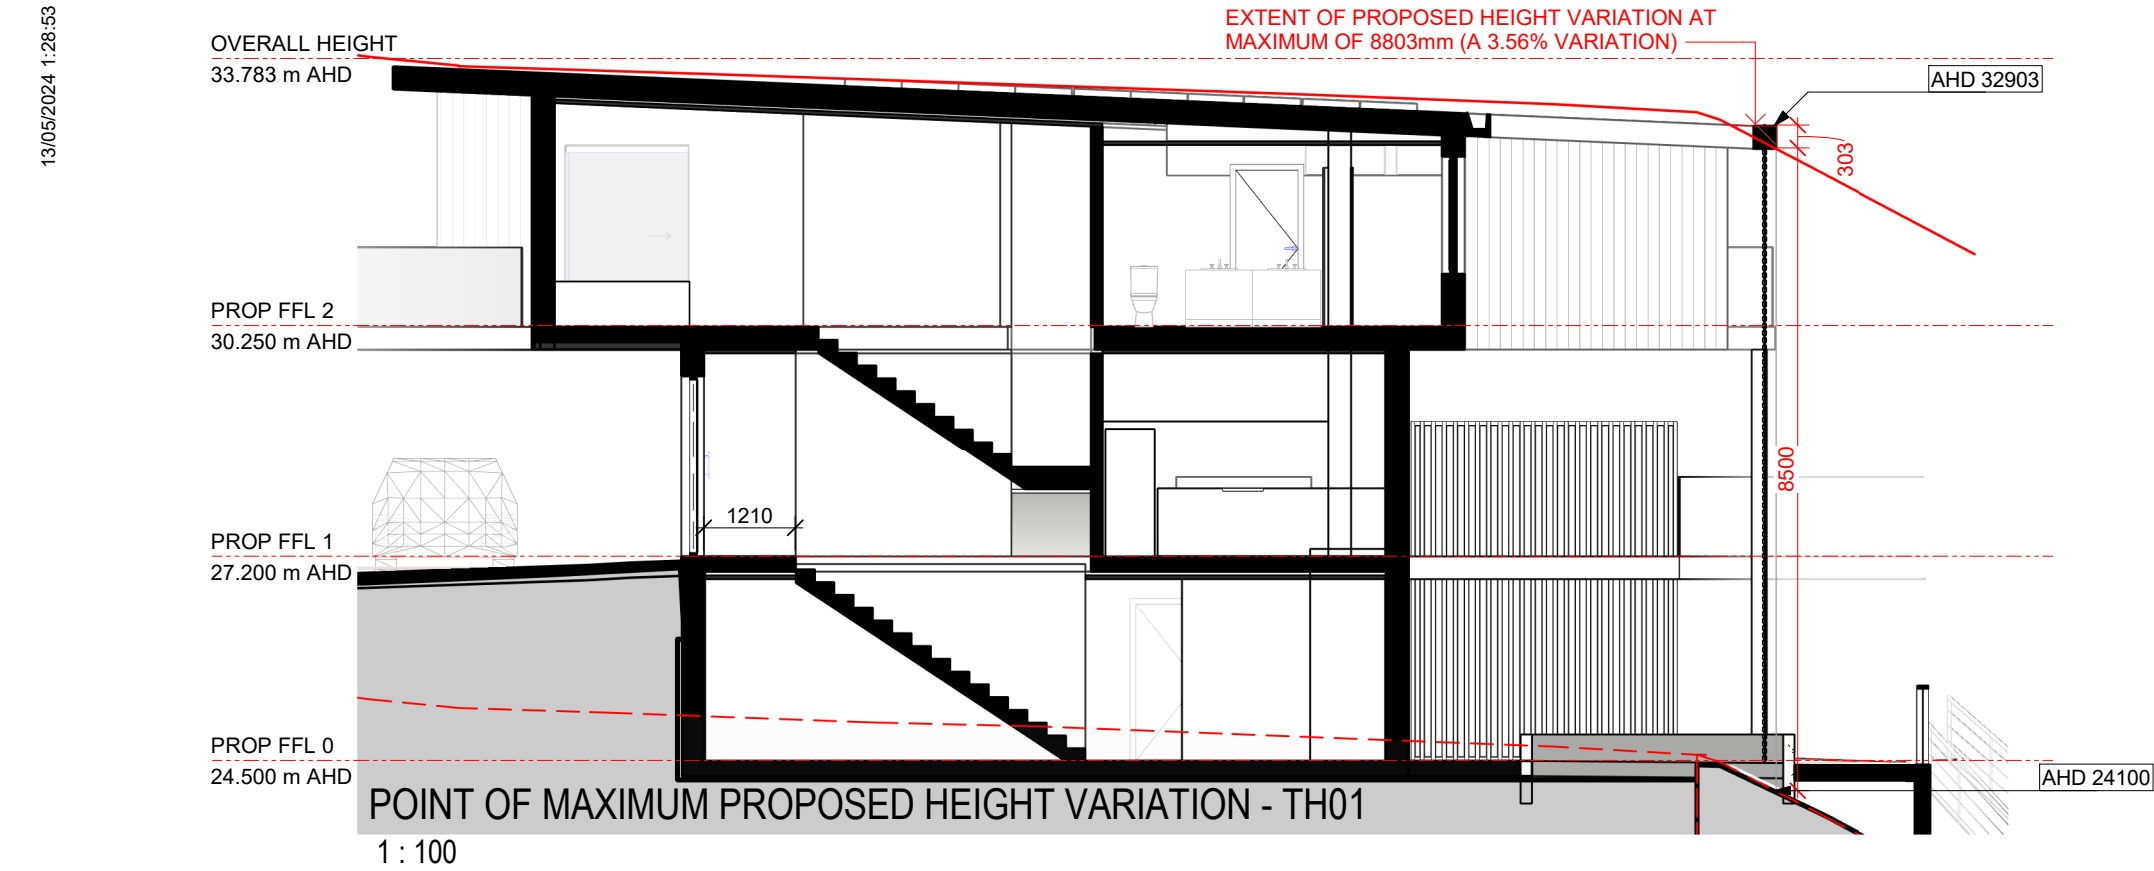 13/05/2024 1:28:53
EXTENT OF PROPOSED HEIGHT VARIATION AT
MAXIMUM OF 8803mm (A 3.56% VARIATION)
OVERALL HEIGHT
33.783 m AHD
AHD 32903
303
PROP FFL 2
30.250 m AHD
8500
1210
PROP FFL 1
27.200 m AHD
PROP FFL 0
24.500 m AHD
AHD 24100
POINT OF MAXIMUM PROPOSED HEIGHT VARIATION - TH01
1 : 100